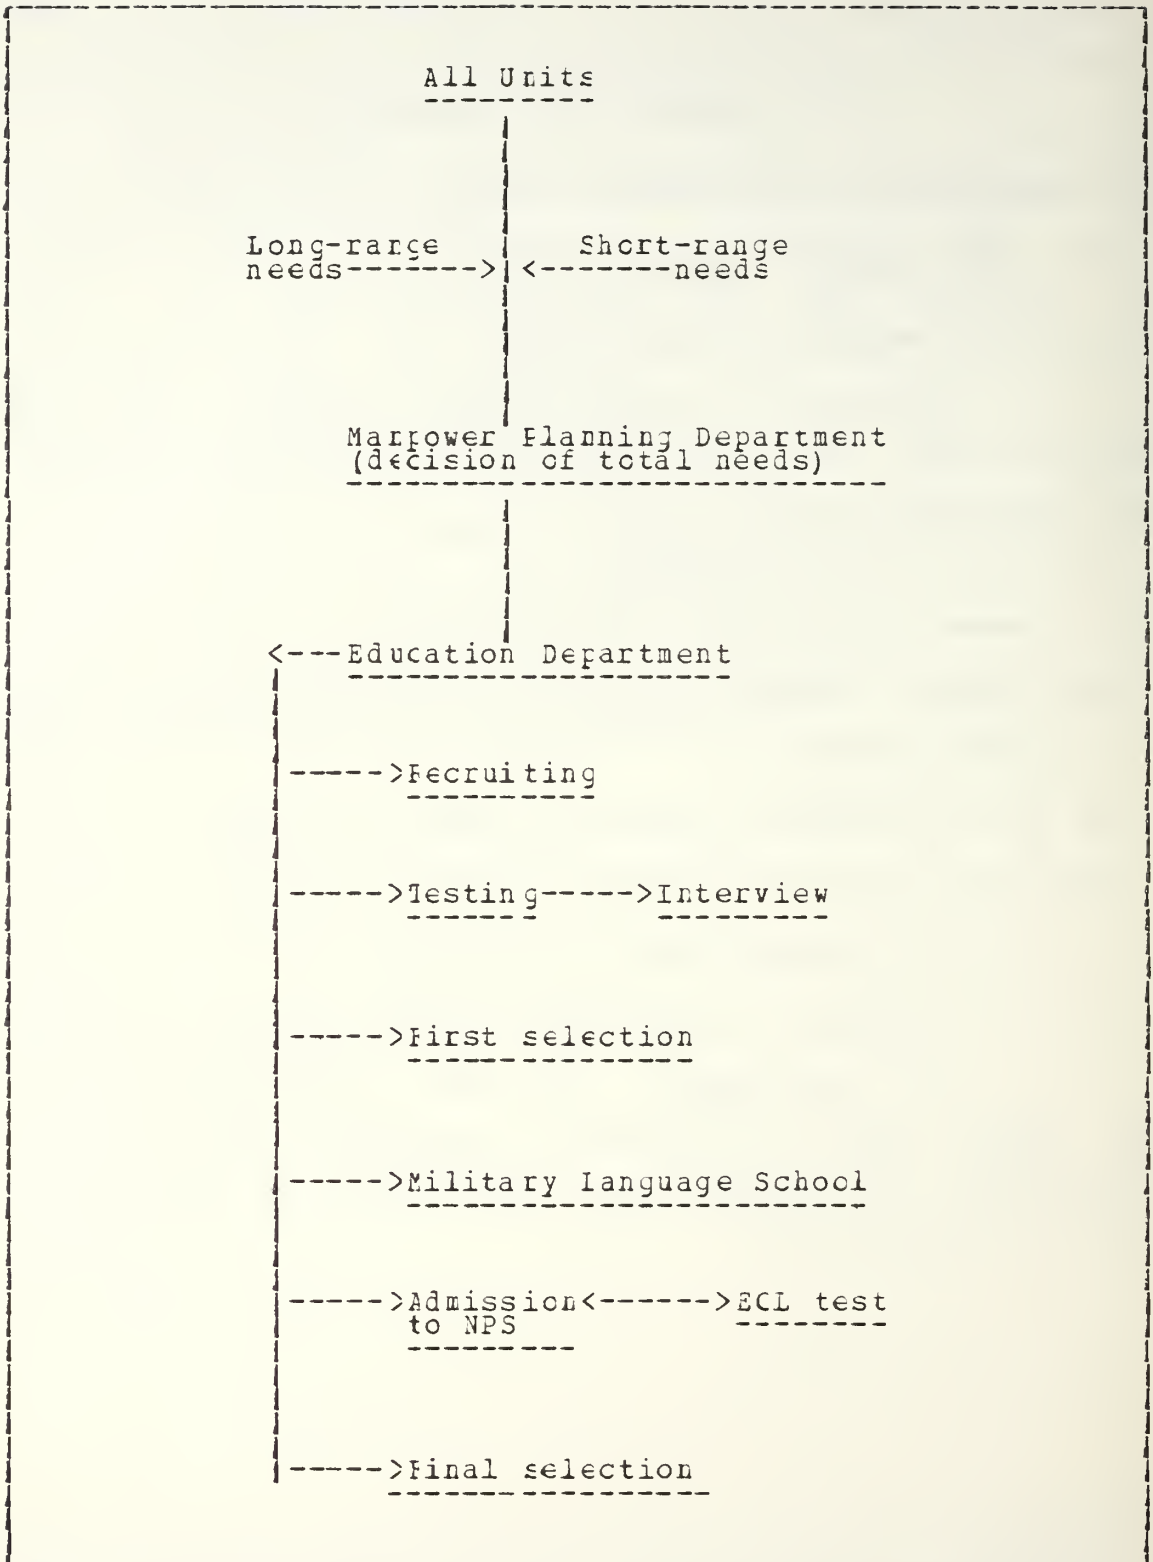 All Units
Long-range Short-range
needs------->|<-------needs
Manpower Planning Department
(decision of total needs)
<---Education Department
----->Recruiting
----->Testing----->Interview
----->First selection
----->Military Language School
----->Admission<------>ECL test
to NPS
----->Final selection